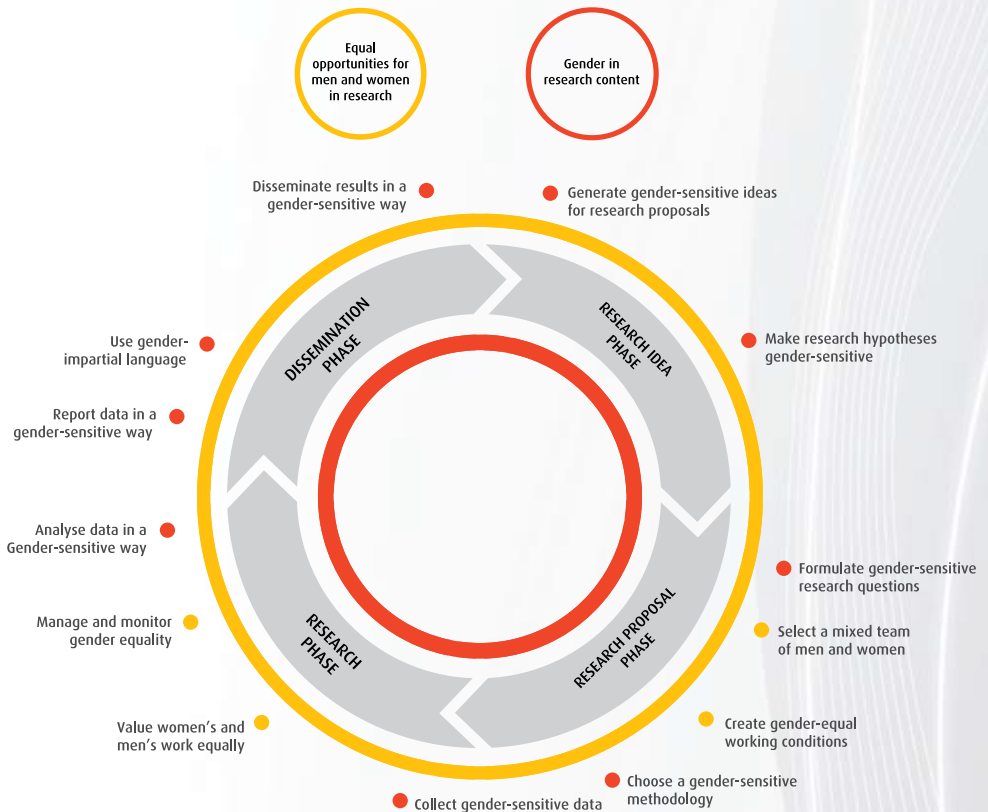 Equal
opportunities for
men and women
in research
Gender in
research content
Disseminate results in a
gender-sensitive way
Generate gender-sensitive ideas
for research proposals
DISSEMINATION
PHASE
RESEARCH IDEA
PHASE
Use gender-
impartial language
Make research hypotheses
gender-sensitive
Report data in a
gender-sensitive way
Analyse data in a
Gender-sensitive way
Formulate gender-sensitive
research questions
Manage and monitor
gender equality
Select a mixed team
of men and women
RESEARCH
PHASE
RESEARCH PROPOSAL
PHASE
Value women's and
men's work equally
Create gender-equal
working conditions
Choose a gender-sensitive
methodology
Collect gender-sensitive data